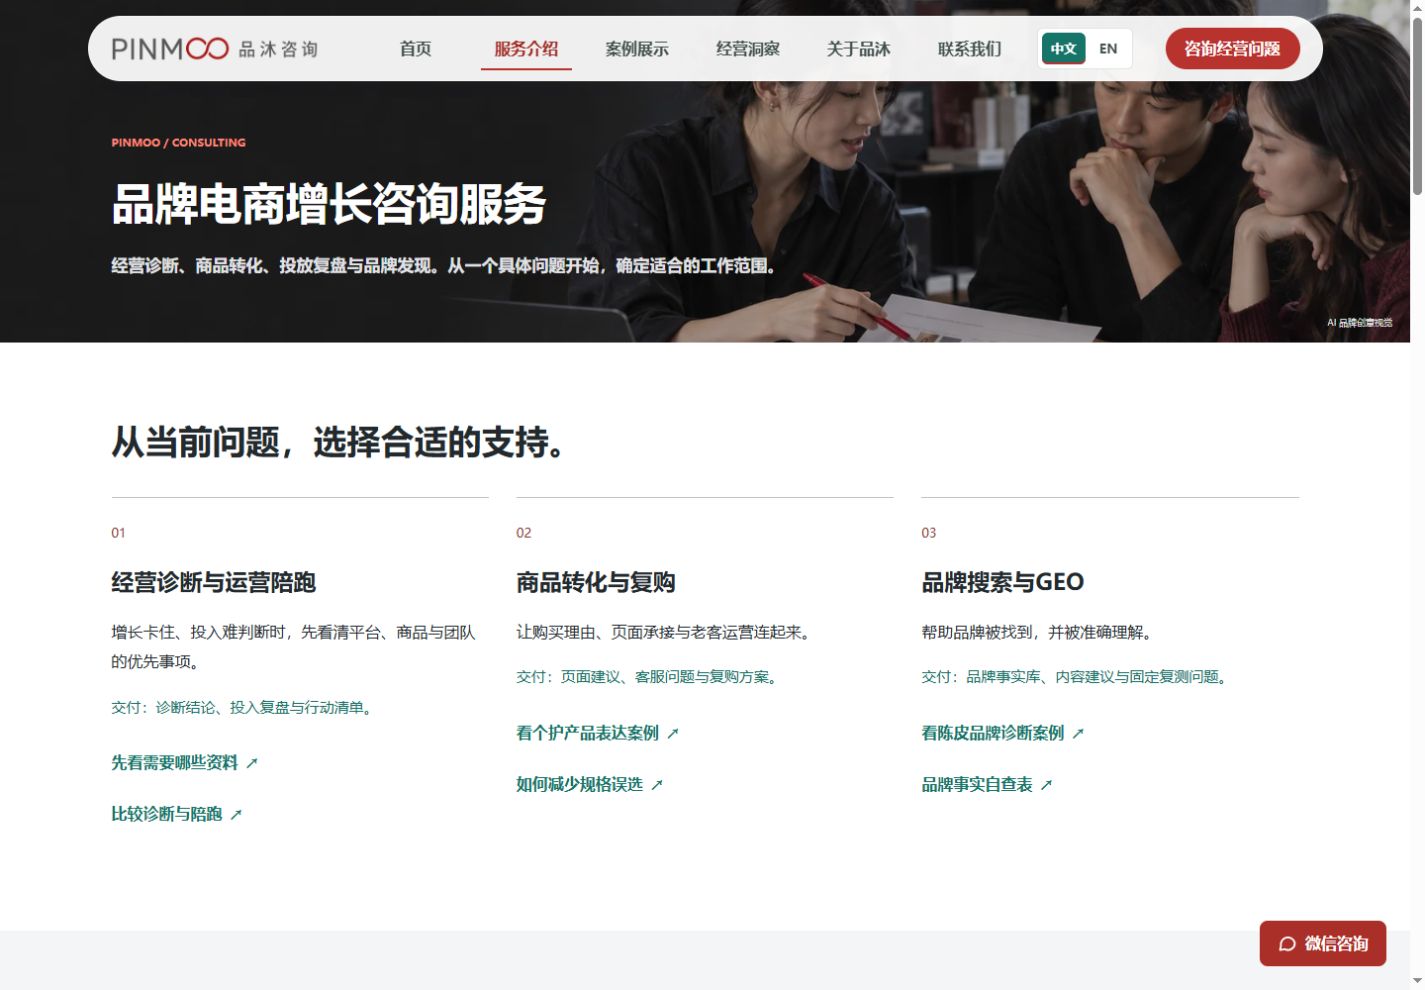 PINMOO 品沐咨询
首页
服务介绍
案例展示
经营洞察
关于品沐
联系我们
中文
EN
咨询经营问题
PINMOO / CONSULTING
品牌电商增长咨询服务
经营诊断、商品转化、投放复盘与品牌发现。从一个具体问题开始，确定适合的工作范围。
AI 品牌创意视觉
从当前问题，选择合适的支持。
01
经营诊断与运营陪跑
增长卡住、投入难判断时，先看清平台、商品与团队
的优先事项。
交付：诊断结论、投入复盘与行动清单。
先看需要哪些资料 ↗
比较诊断与陪跑 ↗
02
商品转化与复购
让购买理由、页面承接与老客运营连起来。
交付：页面建议、客服问题与复购方案。
看个护产品表达案例 ↗
如何减少规格误选 ↗
03
品牌搜索与GEO
帮助品牌被找到，并被准确理解。
交付：品牌事实库、内容建议与固定复测问题。
看陈皮品牌诊断案例 ↗
品牌事实自查表 ↗
微信咨询